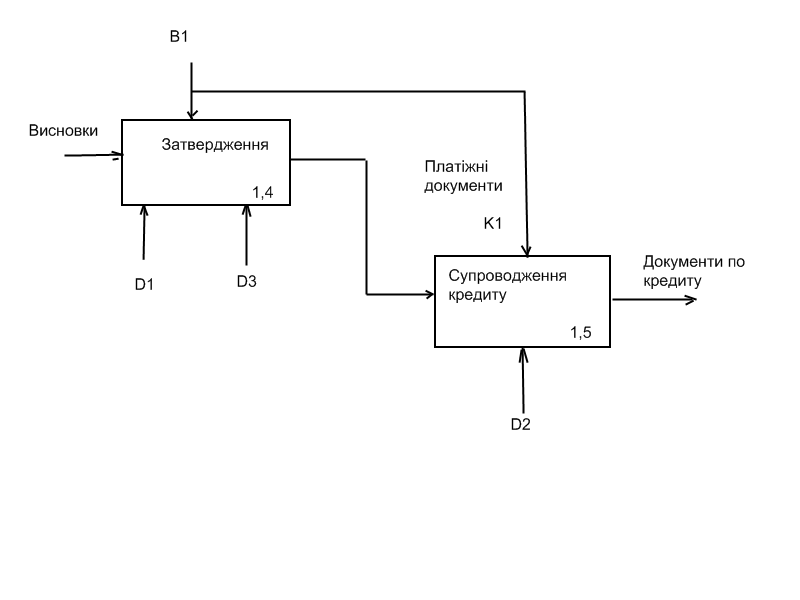 B1
Висновки
Затвердження
1,4
D1
D3
Платіжні
документи
K1
Супроводження
кредиту
1,5
Документи по
кредиту
D2